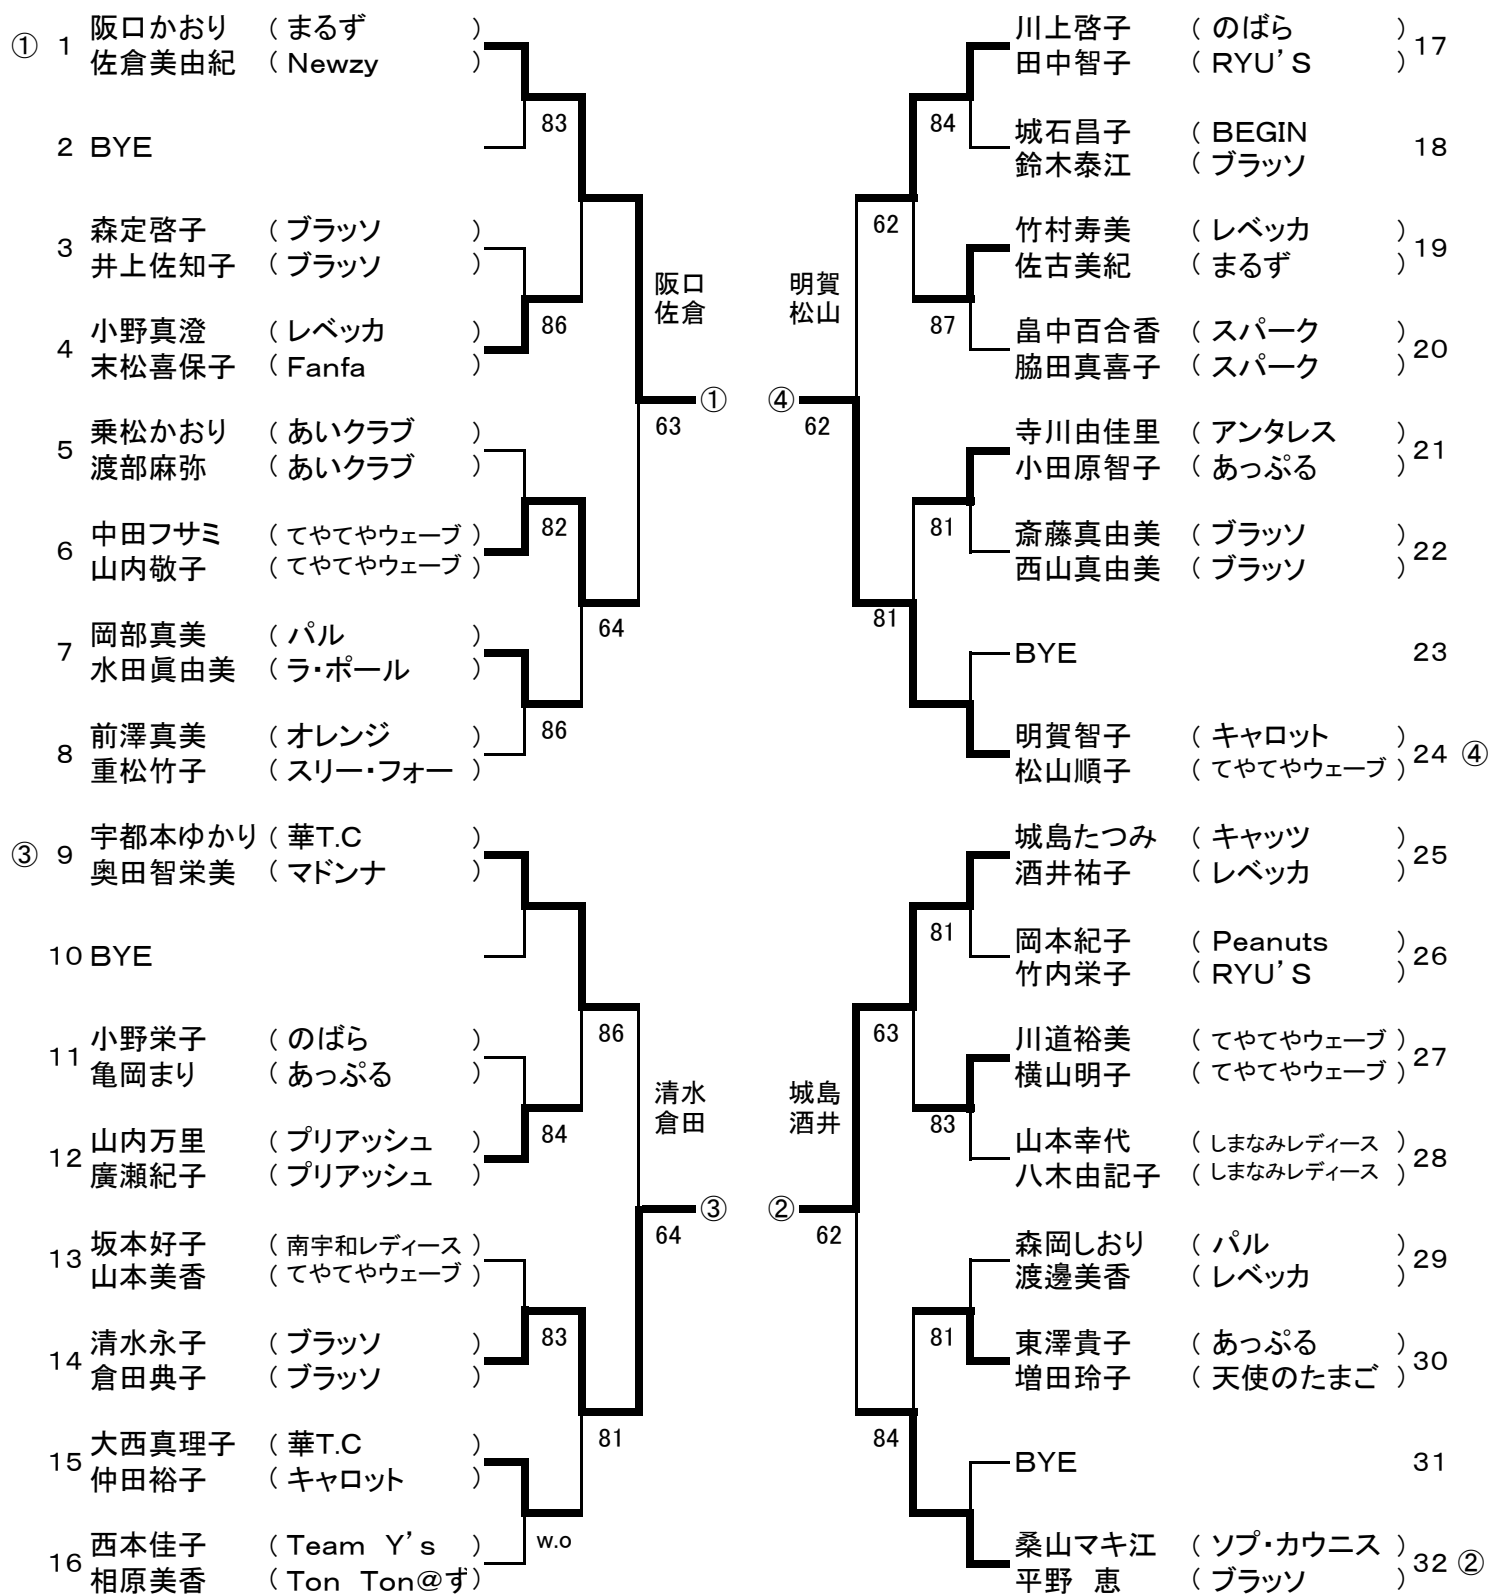 ① 1 阪口かおり ( まるず )
佐倉美由紀 ( Newzy )
83
2 BYE
3 森定啓子 ( ブラッソ )
井上佐知子 ( ブラッソ )
86
4 小野真澄 ( レベッカ )
末松喜保子 ( Fanfa )
阪口
佐倉
① 63
5 乗松かおり ( あいクラブ )
渡部麻弥 ( あいクラブ )
82
6 中田フサミ ( てやてやウェーブ )
山内敬子 ( てやてやウェーブ )
64
7 岡部真美 ( パル )
水田眞由美 ( ラ・ポール )
86
8 前澤真美 ( オレンジ )
重松竹子 ( スリー・フォー )
③ 9 宇都本ゆかり ( 華T.C )
奥田智栄美 ( マドンナ )
10 BYE
86
11 小野栄子 ( のばら )
亀岡まり ( あっぷる )
84
12 山内万里 ( プリアッシュ )
廣瀬紀子 ( プリアッシュ )
清水
倉田
③ 64
13 坂本好子 ( 南宇和レディース )
山本美香 ( てやてやウェーブ )
83
14 清水永子 ( ブラッソ )
倉田典子 ( ブラッソ )
81
15 大西真理子 ( 華T.C )
仲田裕子 ( キャロット )
w.o
16 西本佳子 ( Team Y's )
相原美香 ( Ton Ton@ず)
川上啓子 ( のばら ) 17
田中智子 ( RYU'S )
84
城石昌子 ( BEGIN 18
鈴木泰江 ( ブラッソ
62
竹村寿美 ( レベッカ ) 19
佐古美紀 ( まるず )
87
畠中百合香 ( スパーク ) 20
脇田真喜子 ( スパーク )
明賀
松山
④ 62
寺川由佳里 ( アンタレス ) 21
小田原智子 ( あっぷる )
81
斎藤真由美 ( ブラッソ ) 22
西山真由美 ( ブラッソ )
81
BYE 23
明賀智子 ( キャロット ) 24 ④
松山順子 ( てやてやウェーブ )
城島たつみ ( キャッツ ) 25
酒井祐子 ( レベッカ )
81
岡本紀子 ( Peanuts ) 26
竹内栄子 ( RYU'S )
63
川道裕美 ( てやてやウェーブ ) 27
横山明子 ( てやてやウェーブ )
83
山本幸代 ( しまなみレディース ) 28
八木由記子 ( しまなみレディース )
城島
酒井
② 62
森岡しおり ( パル ) 29
渡邊美香 ( レベッカ )
81
東澤貴子 ( あっぷる ) 30
増田玲子 ( 天使のたまご )
84
BYE 31
桑山マキ江 ( ソプ・カウニス ) 32 ②
平野 恵 ( ブラッソ )